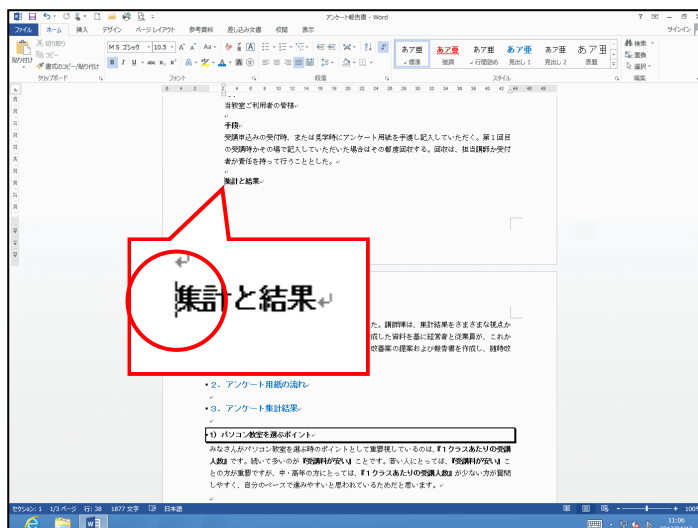 アンケート報告書 - Word
ファイル ホーム 挿入 デザイン ページ レイアウト 参考資料 差し込み文書 校閲 表示 サインイン
切り取り
コピー
書式のコピー/貼り付け
貼り付け
クリップボード
MS ゴシック 10.5
フォント
段落
あア亜 あア亜 あア亜 あア亜 あア亜 あア亜
標準 強調 行間詰め 見出し 1 見出し 2 表題
スタイル
検索
置換
選択
編集
当教室ご利用者の皆様
手段
受講申込みの受付時、または見学時にアンケート用紙を手渡し記入していただく。第1回目
の受講時かその場で記入していただいた場合はその都度回収する。回収は、担当講師か受付
者が責任を持って行うこととした。
集計と結果
集計と結果
た。講師陣は、集計結果をさまざまな視点か
成した資料を基に経営者と従業員が、これか
改善案の提案および報告書を作成し、随時改
2. アンケート用紙の流れ
3. アンケート集計結果
1) パソコン教室を選ぶポイント
みなさんがパソコン教室を選ぶ時のポイントとして重要視しているのは、『1クラスあたりの受講
人数』です。続いて多いのが『受講料が安い』ことです。若い人にとっては、『受講料が安い』こ
との方が重要ですが、中・高年の方にとっては、『1クラスあたりの受講人数』が少ない方が質問
しやすく、自分のペースで進みやすいと思われているためだと思います。
セクション: 1 1/3 ページ 行: 38 1877 文字 日本語 100%
11:06